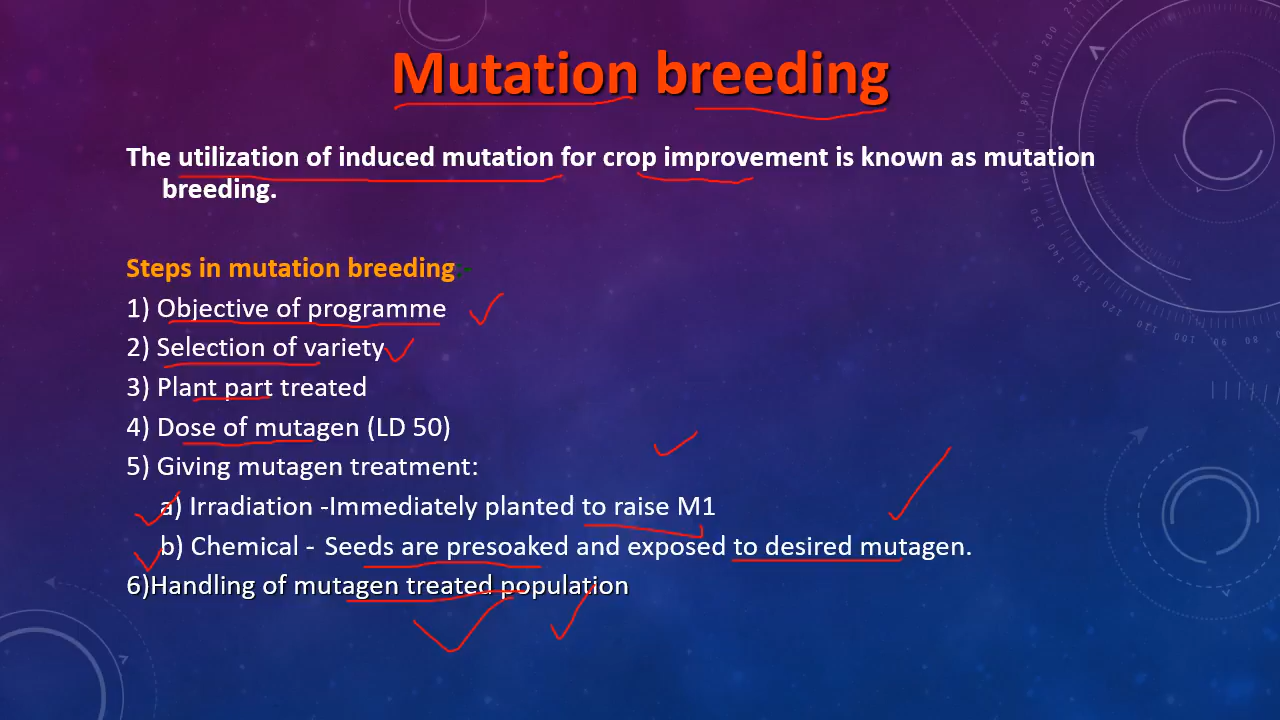 Mutation breeding
The utilization of induced mutation for crop improvement is known as mutation
breeding.
Steps in mutation breeding:-
1) Objective of programme
2) Selection of variety
3) Plant part treated
4) Dose of mutagen (LD 50)
5) Giving mutagen treatment:
a) Irradiation -Immediately planted to raise M1
b) Chemical - Seeds are presoaked and exposed to desired mutagen.
6)Handling of mutagen treated population